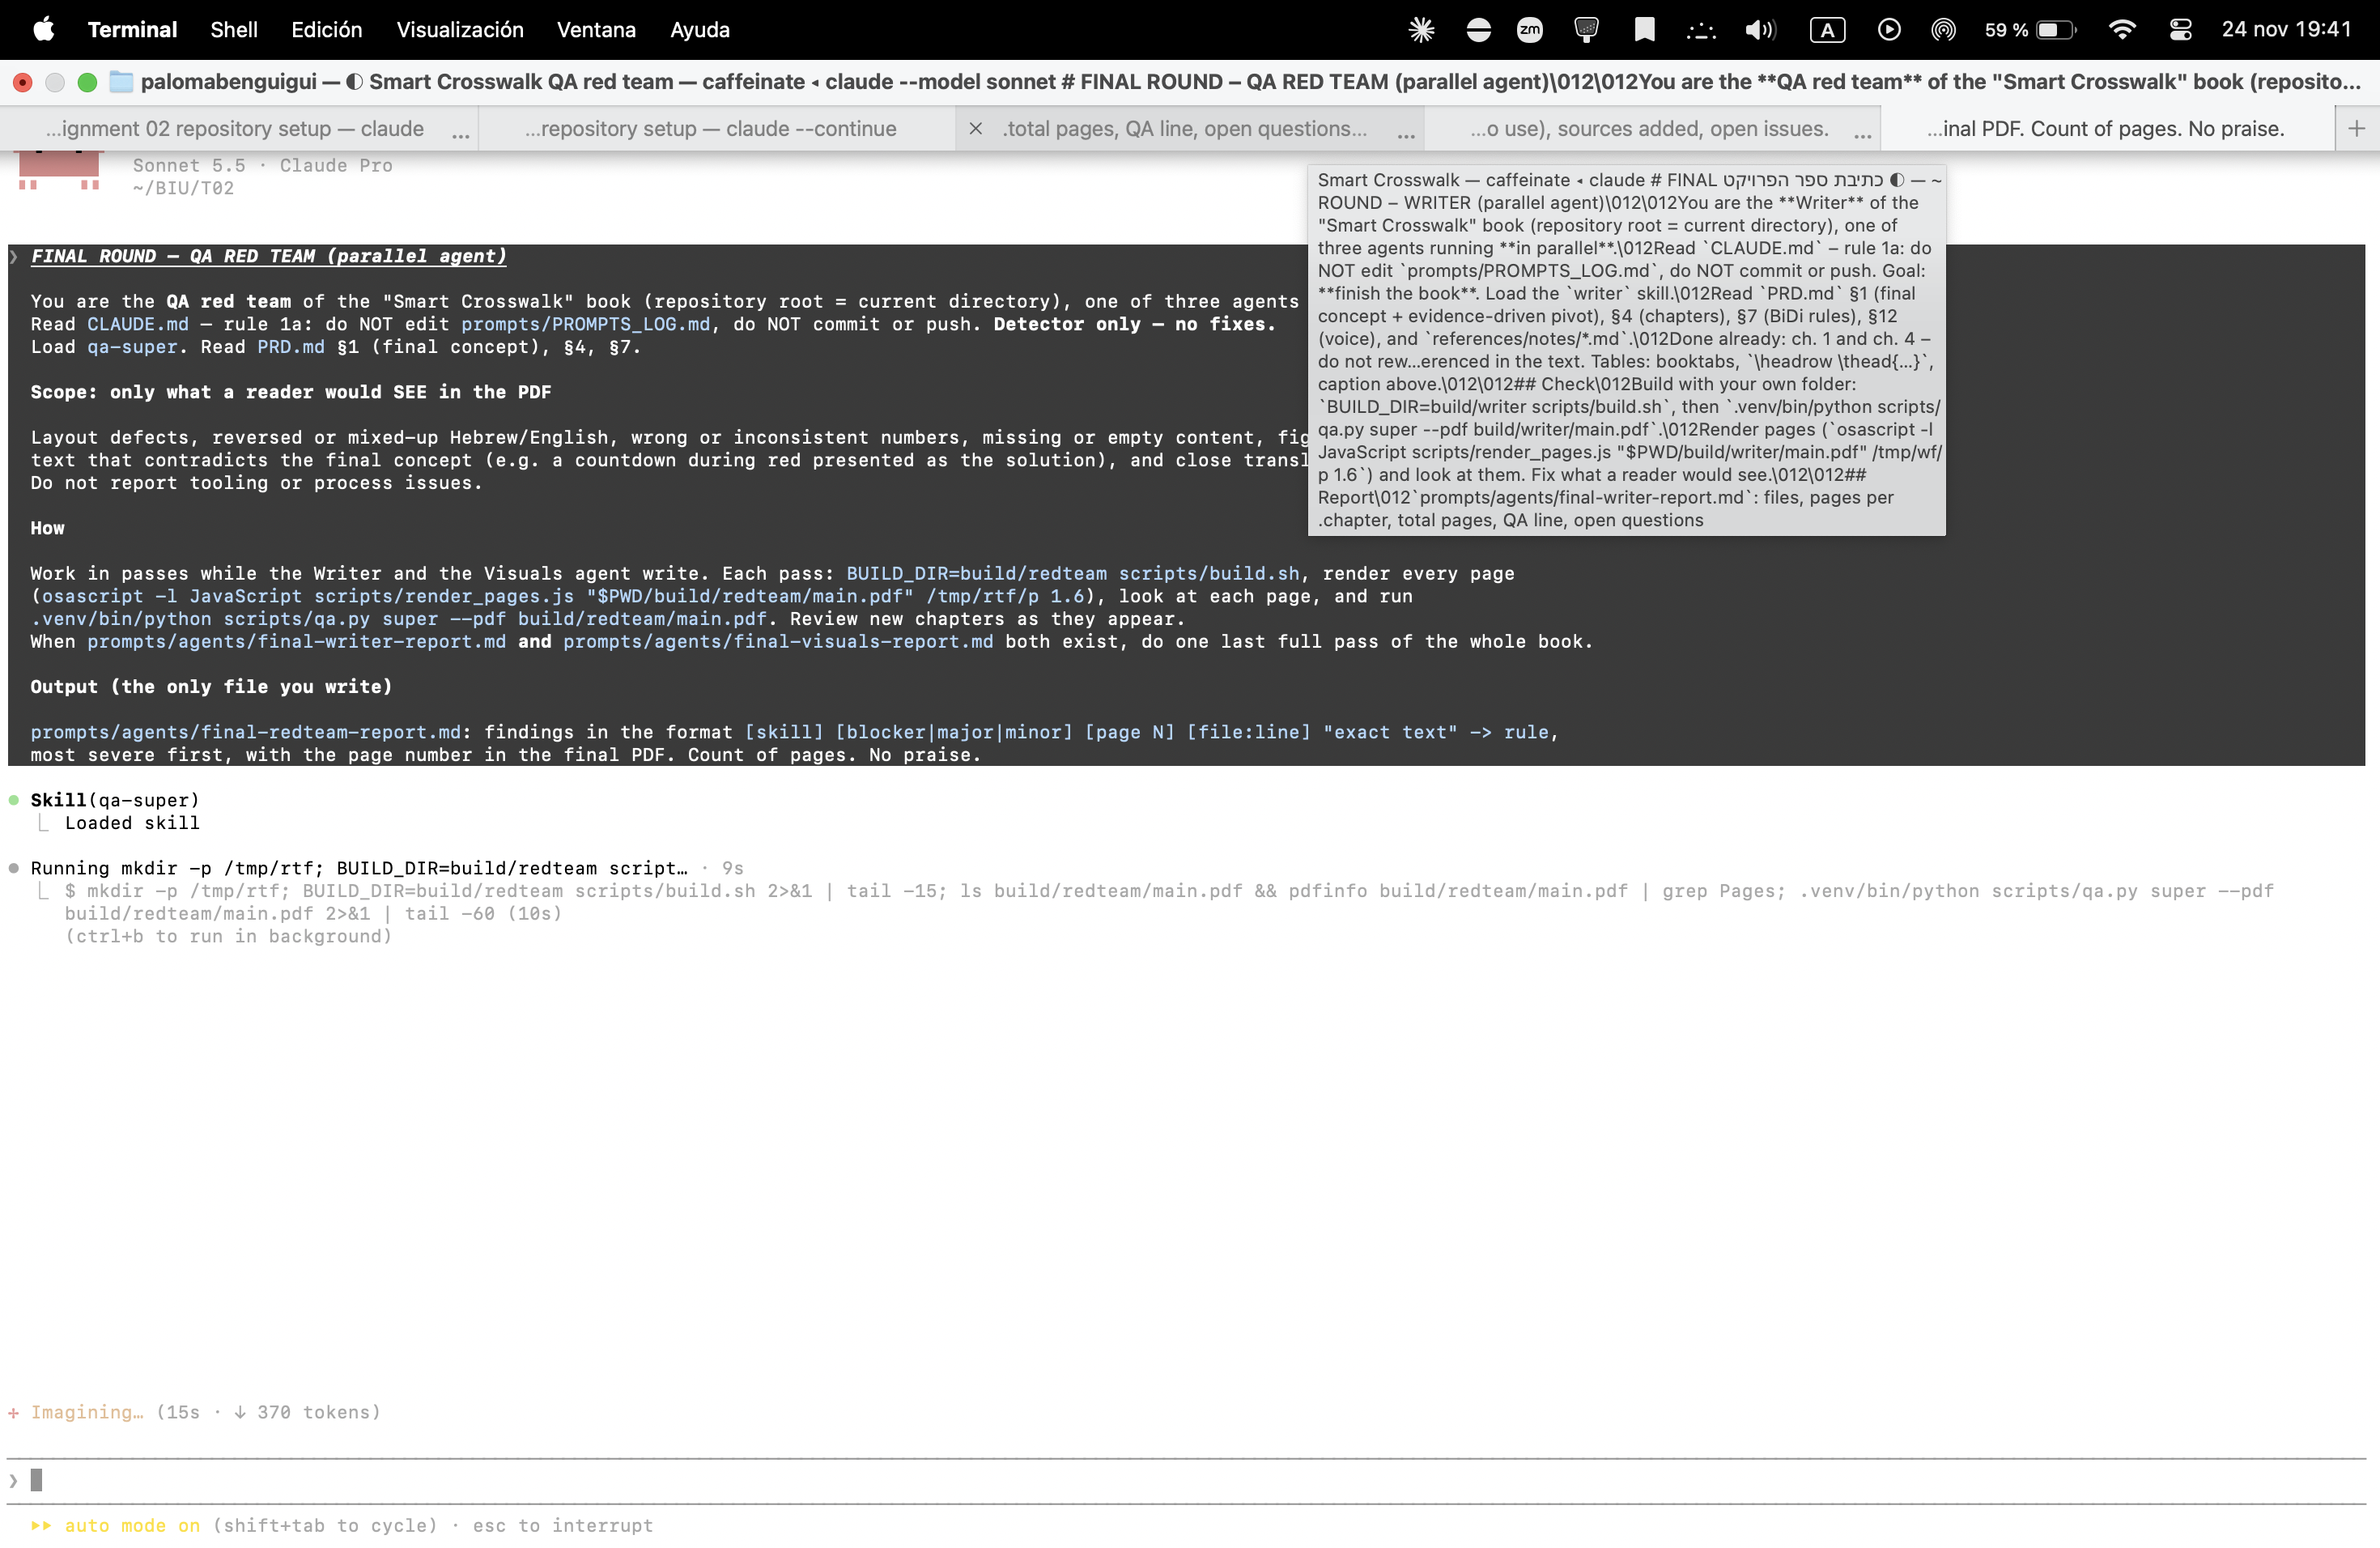 Terminal Shell Edición Visualización Ventana Ayuda zm A 59 % 24 nov 19:41
palomabenguigui — ◐ Smart Crosswalk QA red team — caffeinate ◂ claude --model sonnet # FINAL ROUND – QA RED TEAM (parallel agent)\012\012You are the **QA red team** of the "Smart Crosswalk" book (reposito...
...ignment 02 repository setup — claude ...
...repository setup — claude --continue
.total pages, QA line, open questions... ...
...o use), sources added, open issues. ...
...inal PDF. Count of pages. No praise.
Sonnet 5.5 · Claude Pro
~/BIU/T02
❯ FINAL ROUND – QA RED TEAM (parallel agent)
You are the QA red team of the "Smart Crosswalk" book (repository root = current directory), one of three agents
Read CLAUDE.md – rule 1a: do NOT edit prompts/PROMPTS_LOG.md, do NOT commit or push. Detector only – no fixes.
Load qa-super. Read PRD.md §1 (final concept), §4, §7.
Scope: only what a reader would SEE in the PDF
Layout defects, reversed or mixed-up Hebrew/English, wrong or inconsistent numbers, missing or empty content, fig
text that contradicts the final concept (e.g. a countdown during red presented as the solution), and close transl
Do not report tooling or process issues.
How
Work in passes while the Writer and the Visuals agent write. Each pass: BUILD_DIR=build/redteam scripts/build.sh, render every page
(osascript -l JavaScript scripts/render_pages.js "$PWD/build/redteam/main.pdf" /tmp/rtf/p 1.6), look at each page, and run
.venv/bin/python scripts/qa.py super --pdf build/redteam/main.pdf. Review new chapters as they appear.
When prompts/agents/final-writer-report.md and prompts/agents/final-visuals-report.md both exist, do one last full pass of the whole book.
Output (the only file you write)
prompts/agents/final-redteam-report.md: findings in the format [skill] [blocker|major|minor] [page N] [file:line] "exact text" -> rule,
most severe first, with the page number in the final PDF. Count of pages. No praise.
Smart Crosswalk — caffeinate ◂ claude # FINAL כתיבת ספר הפרויקט ◐ — ~
ROUND – WRITER (parallel agent)\012\012You are the **Writer** of the
"Smart Crosswalk" book (repository root = current directory), one of
three agents running **in parallel**.\012Read `CLAUDE.md` – rule 1a: do
NOT edit `prompts/PROMPTS_LOG.md`, do NOT commit or push. Goal:
**finish the book**. Load the `writer` skill.\012Read `PRD.md` §1 (final
concept + evidence-driven pivot), §4 (chapters), §7 (BiDi rules), §12
(voice), and `references/notes/*.md`.\012Done already: ch. 1 and ch. 4 –
do not rew...erenced in the text. Tables: booktabs, `\headrow \thead{...}`,
caption above.\012\012## Check\012Build with your own folder:
`BUILD_DIR=build/writer scripts/build.sh`, then `.venv/bin/python scripts/
qa.py super --pdf build/writer/main.pdf`.\012Render pages (`osascript -l
JavaScript scripts/render_pages.js "$PWD/build/writer/main.pdf" /tmp/wf/
p 1.6`) and look at them. Fix what a reader would see.\012\012##
Report\012`prompts/agents/final-writer-report.md`: files, pages per
.chapter, total pages, QA line, open questions
● Skill(qa-super)
⎿ Loaded skill
● Running mkdir -p /tmp/rtf; BUILD_DIR=build/redteam script… · 9s
⎿ $ mkdir -p /tmp/rtf; BUILD_DIR=build/redteam scripts/build.sh 2>&1 | tail -15; ls build/redteam/main.pdf && pdfinfo build/redteam/main.pdf | grep Pages; .venv/bin/python scripts/qa.py super --pdf
build/redteam/main.pdf 2>&1 | tail -60 (10s)
(ctrl+b to run in background)
✢ Imagining… (15s · ↓ 370 tokens)
❯
⏵⏵ auto mode on (shift+tab to cycle) · esc to interrupt